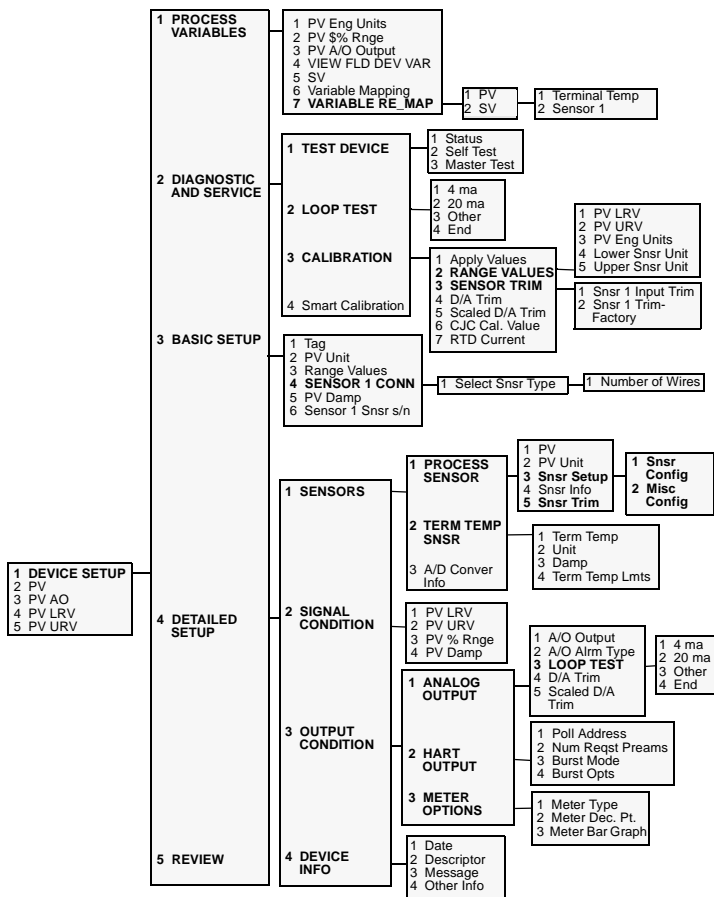 1 PROCESS
VARIABLES
1 PV Eng Units
2 PV $% Rnge
3 PV A/O Output
4 VIEW FLD DEV VAR
5 SV
6 Variable Mapping
7 VARIABLE RE_MAP
1 PV
2 SV
1 Terminal Temp
2 Sensor 1
2 DIAGNOSTIC
AND SERVICE
1 TEST DEVICE
1 Status
2 Self Test
3 Master Test
2 LOOP TEST
1 4 ma
2 20 ma
3 Other
4 End
3 CALIBRATION
1 Apply Values
2 RANGE VALUES
3 SENSOR TRIM
4 D/A Trim
5 Scaled D/A Trim
6 CJC Cal. Value
7 RTD Current
1 PV LRV
2 PV URV
3 PV Eng Units
4 Lower Snsr Unit
5 Upper Snsr Unit
1 Snsr 1 Input Trim
2 Snsr 1 Trim-
Factory
4 Smart Calibration
3 BASIC SETUP
1 Tag
2 PV Unit
3 Range Values
4 SENSOR 1 CONN
5 PV Damp
6 Sensor 1 Snsr s/n
1 Select Snsr Type
1 Number of Wires
1 DEVICE SETUP
2 PV
3 PV AO
4 PV LRV
5 PV URV
4 DETAILED
SETUP
1 SENSORS
1 PROCESS
SENSOR
1 PV
2 PV Unit
3 Snsr Setup
4 Snsr Info
5 Snsr Trim
1 Snsr
Config
2 Misc
Config
2 TERM TEMP
SNSR
1 Term Temp
2 Unit
3 Damp
4 Term Temp Lmts
3 A/D Conver
Info
2 SIGNAL
CONDITION
1 PV LRV
2 PV URV
3 PV % Rnge
4 PV Damp
3 OUTPUT
CONDITION
1 ANALOG
OUTPUT
1 A/O Output
2 A/O Alrm Type
3 LOOP TEST
4 D/A Trim
5 Scaled D/A
Trim
1 4 ma
2 20 ma
3 Other
4 End
2 HART
OUTPUT
1 Poll Address
2 Num Reqst Preams
3 Burst Mode
4 Burst Opts
3 METER
OPTIONS
1 Meter Type
2 Meter Dec. Pt.
3 Meter Bar Graph
4 DEVICE
INFO
1 Date
2 Descriptor
3 Message
4 Other Info
5 REVIEW